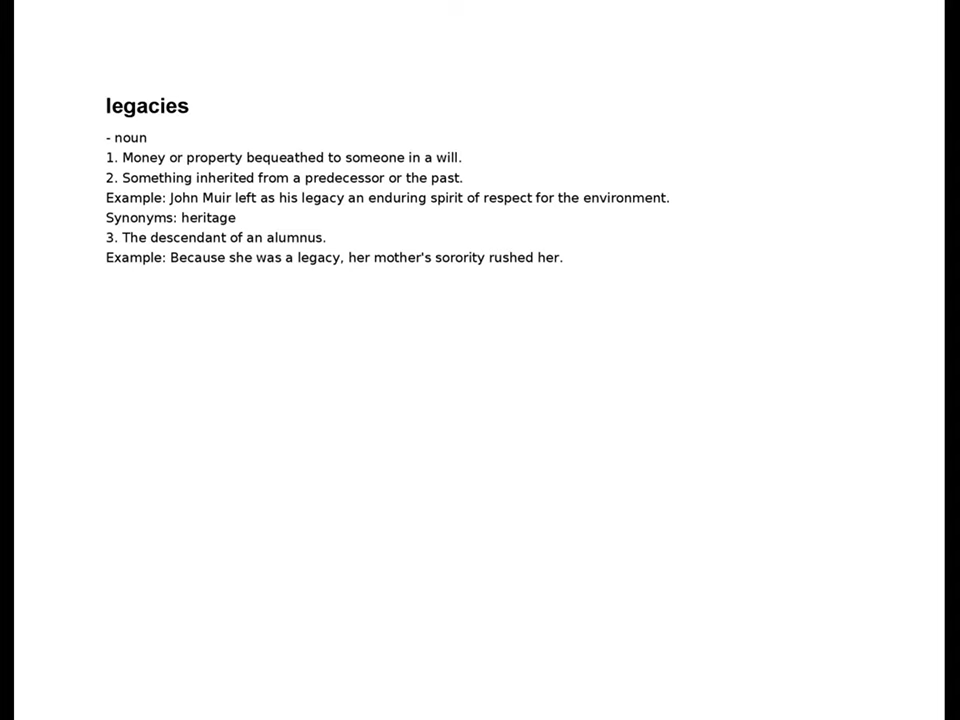 legacies
- noun
1. Money or property bequeathed to someone in a will.
2. Something inherited from a predecessor or the past.
Example: John Muir left as his legacy an enduring spirit of respect for the environment.
Synonyms: heritage
3. The descendant of an alumnus.
Example: Because she was a legacy, her mother's sorority rushed her.